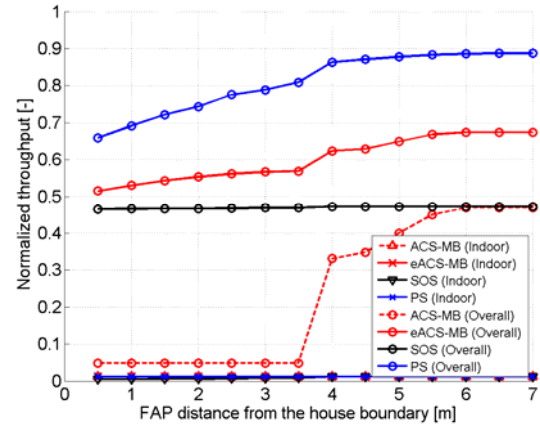 Normalized throughput [-]
1
0.9
0.8
0.7
0.6
0.5
0.4
0.3
0.2
0.1
0
0 1 2 3 4 5 6 7
FAP distance from the house boundary [m]
ACS-MB (Indoor)
eACS-MB (Indoor)
SOS (Indoor)
PS (Indoor)
ACS-MB (Overall)
eACS-MB (Overall)
SOS (Overall)
PS (Overall)